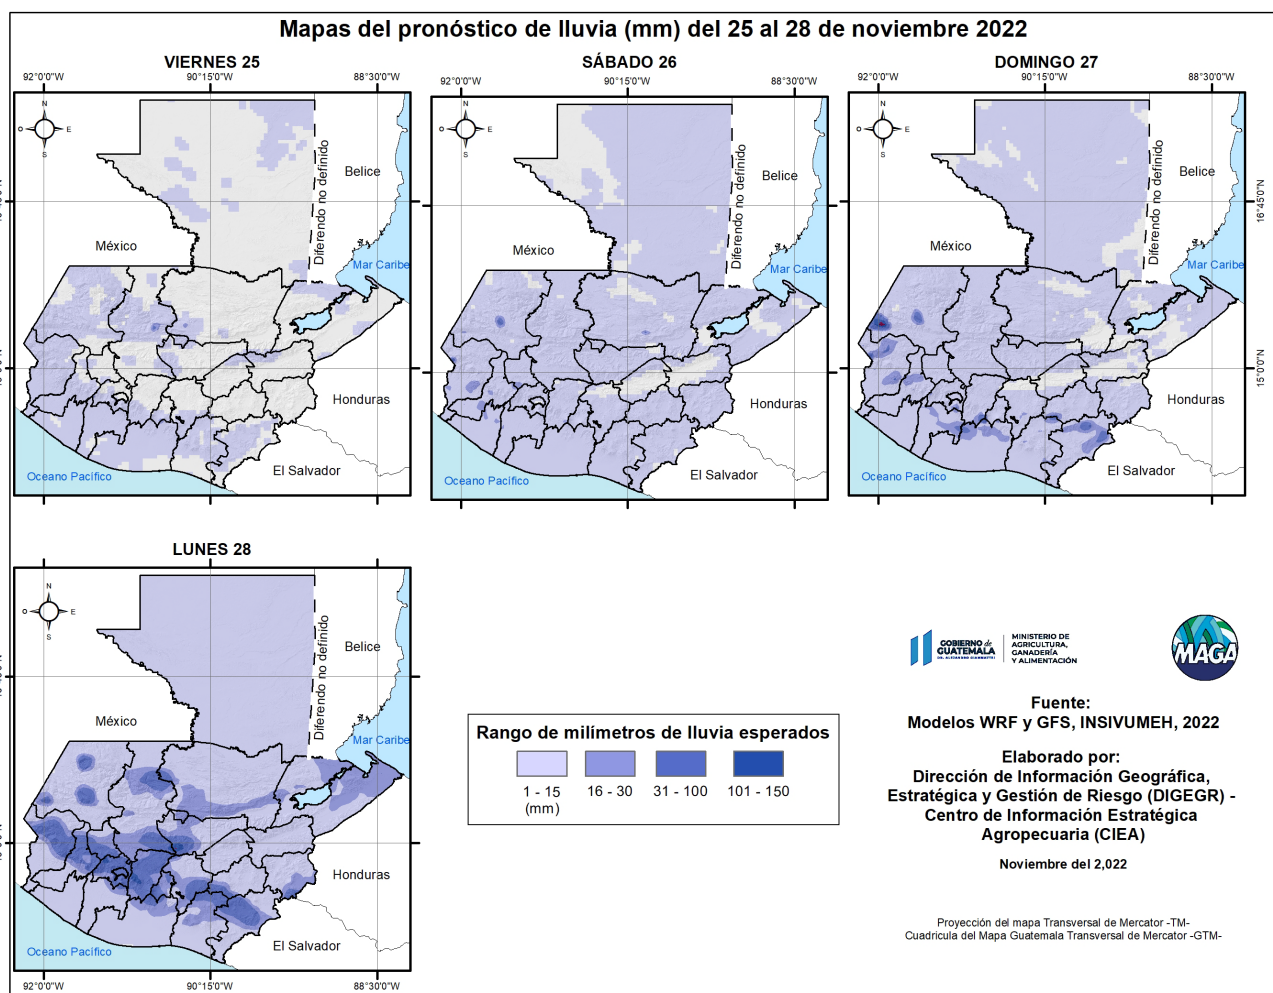 Mapas del pronóstico de lluvia (mm) del 25 al 28 de noviembre 2022
VIERNES 25
92°0'0"W
90°15'0"W
88°30'0"W
N
O
E
S
Belice
Diferendo no definido
México
Mar Caribe
Honduras
El Salvador
Oceano Pacífico
SÁBADO 26
92°0'0"W
90°15'0"W
88°30'0"W
N
O
E
S
Belice
Diferendo no definido
México
Mar Caribe
Honduras
El Salvador
Oceano Pacífico
DOMINGO 27
92°0'0"W
90°15'0"W
88°30'0"W
N
O
E
S
Belice
Diferendo no definido
México
Mar Caribe
Honduras
El Salvador
Oceano Pacífico
16°45'0"N
15°0'0"N
LUNES 28
N
O
E
S
Belice
Diferendo no definido
México
Mar Caribe
Honduras
El Salvador
Oceano Pacífico
92°0'0"W
90°15'0"W
88°30'0"W
Rango de milímetros de lluvia esperados
1 - 15
(mm)
16 - 30
31 - 100
101 - 150
GOBIERNO de
GUATEMALA
DR. ALEJANDRO GIAMMATTEI
MINISTERIO DE
AGRICULTURA,
GANADERÍA
Y ALIMENTACIÓN
MAGA
Fuente:
Modelos WRF y GFS, INSIVUMEH, 2022
Elaborado por:
Dirección de Información Geográfica,
Estratégica y Gestión de Riesgo (DIGEGR) -
Centro de Información Estratégica
Agropecuaria (CIEA)
Noviembre del 2,022
Proyección del mapa Transversal de Mercator -TM-
Cuadricula del Mapa Guatemala Transversal de Mercator -GTM-